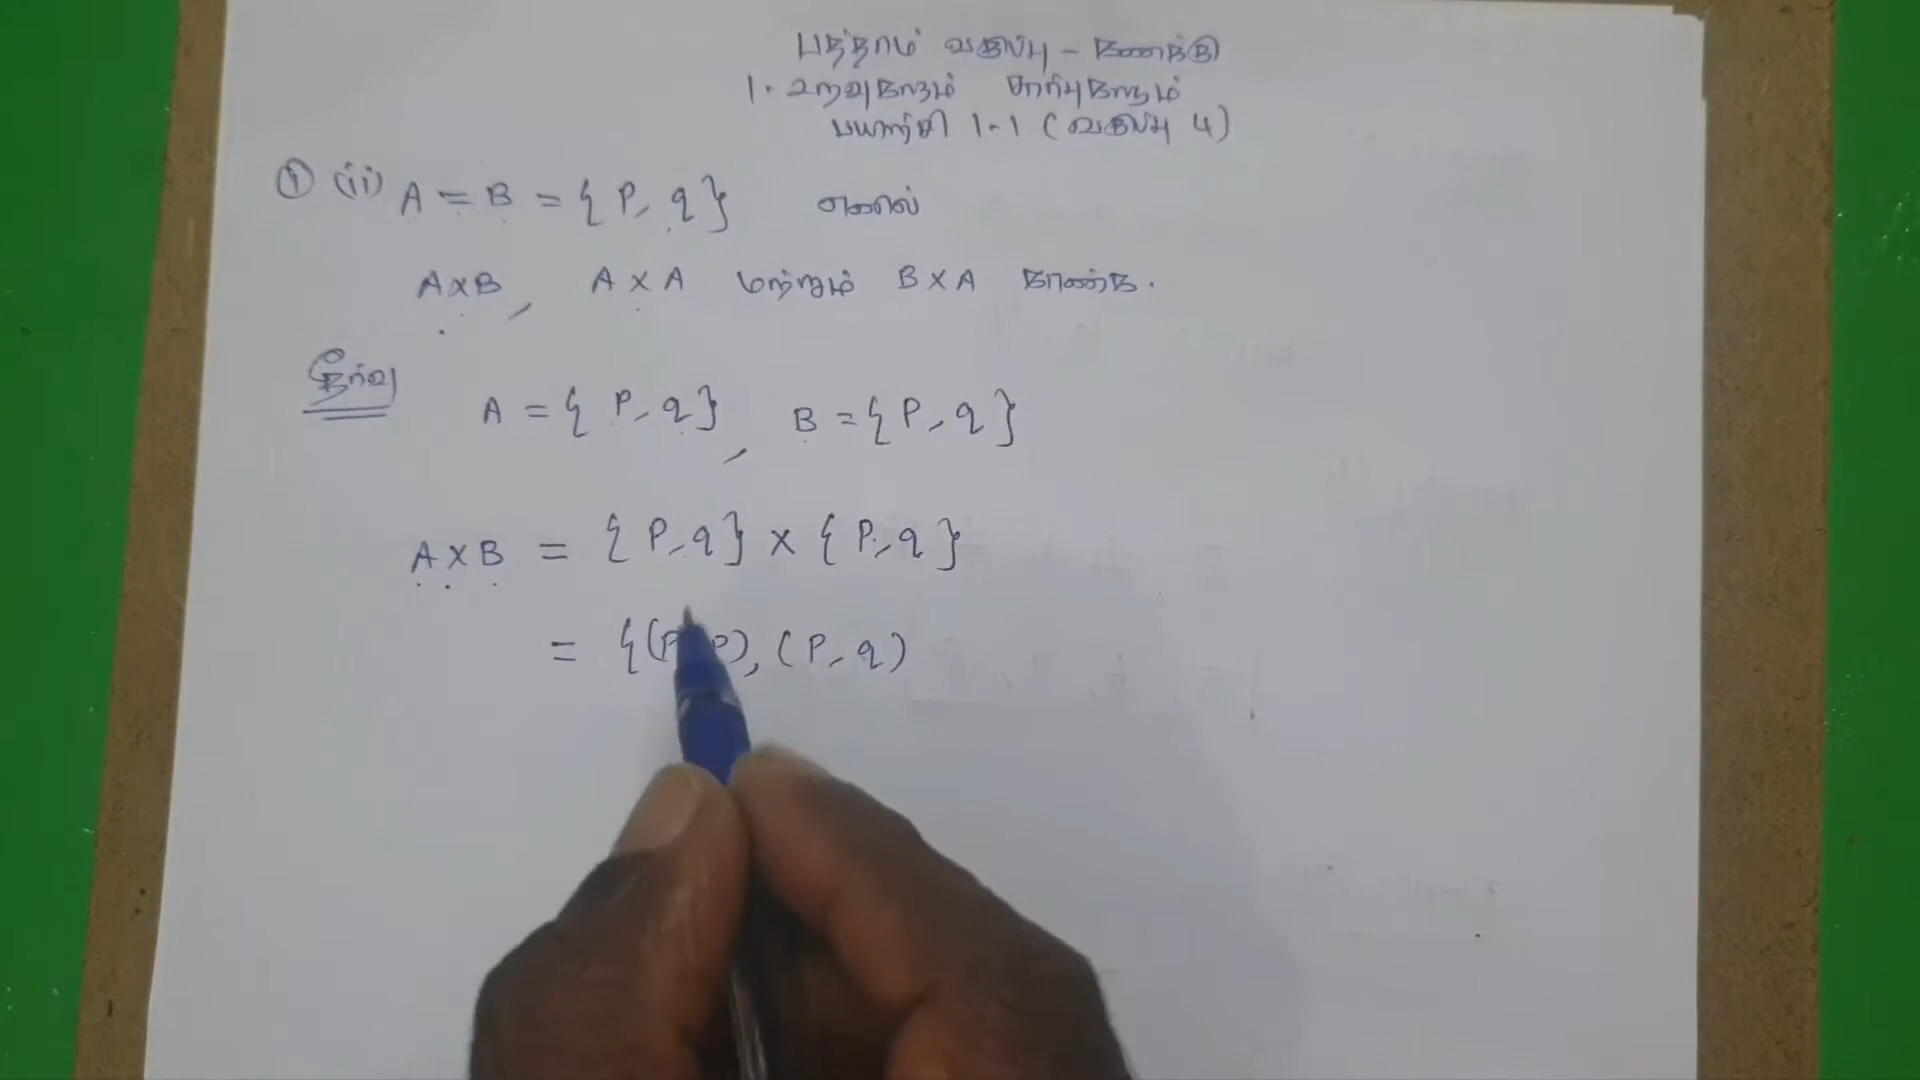 பத்தாம் வகுப்பு - கணக்கு
1. உறவுகளும் சார்புகளும்
பயிற்சி 1.1 (வகுப்பு 4)
① (ii) A = B = { P, q } எனில்
A x B, A x A மற்றும் B x A காண்க.
தீர்வு
A = { P, q }, B = { P, q }
A x B = { P, q } x { P, q }
= { (P, P), (P, q)